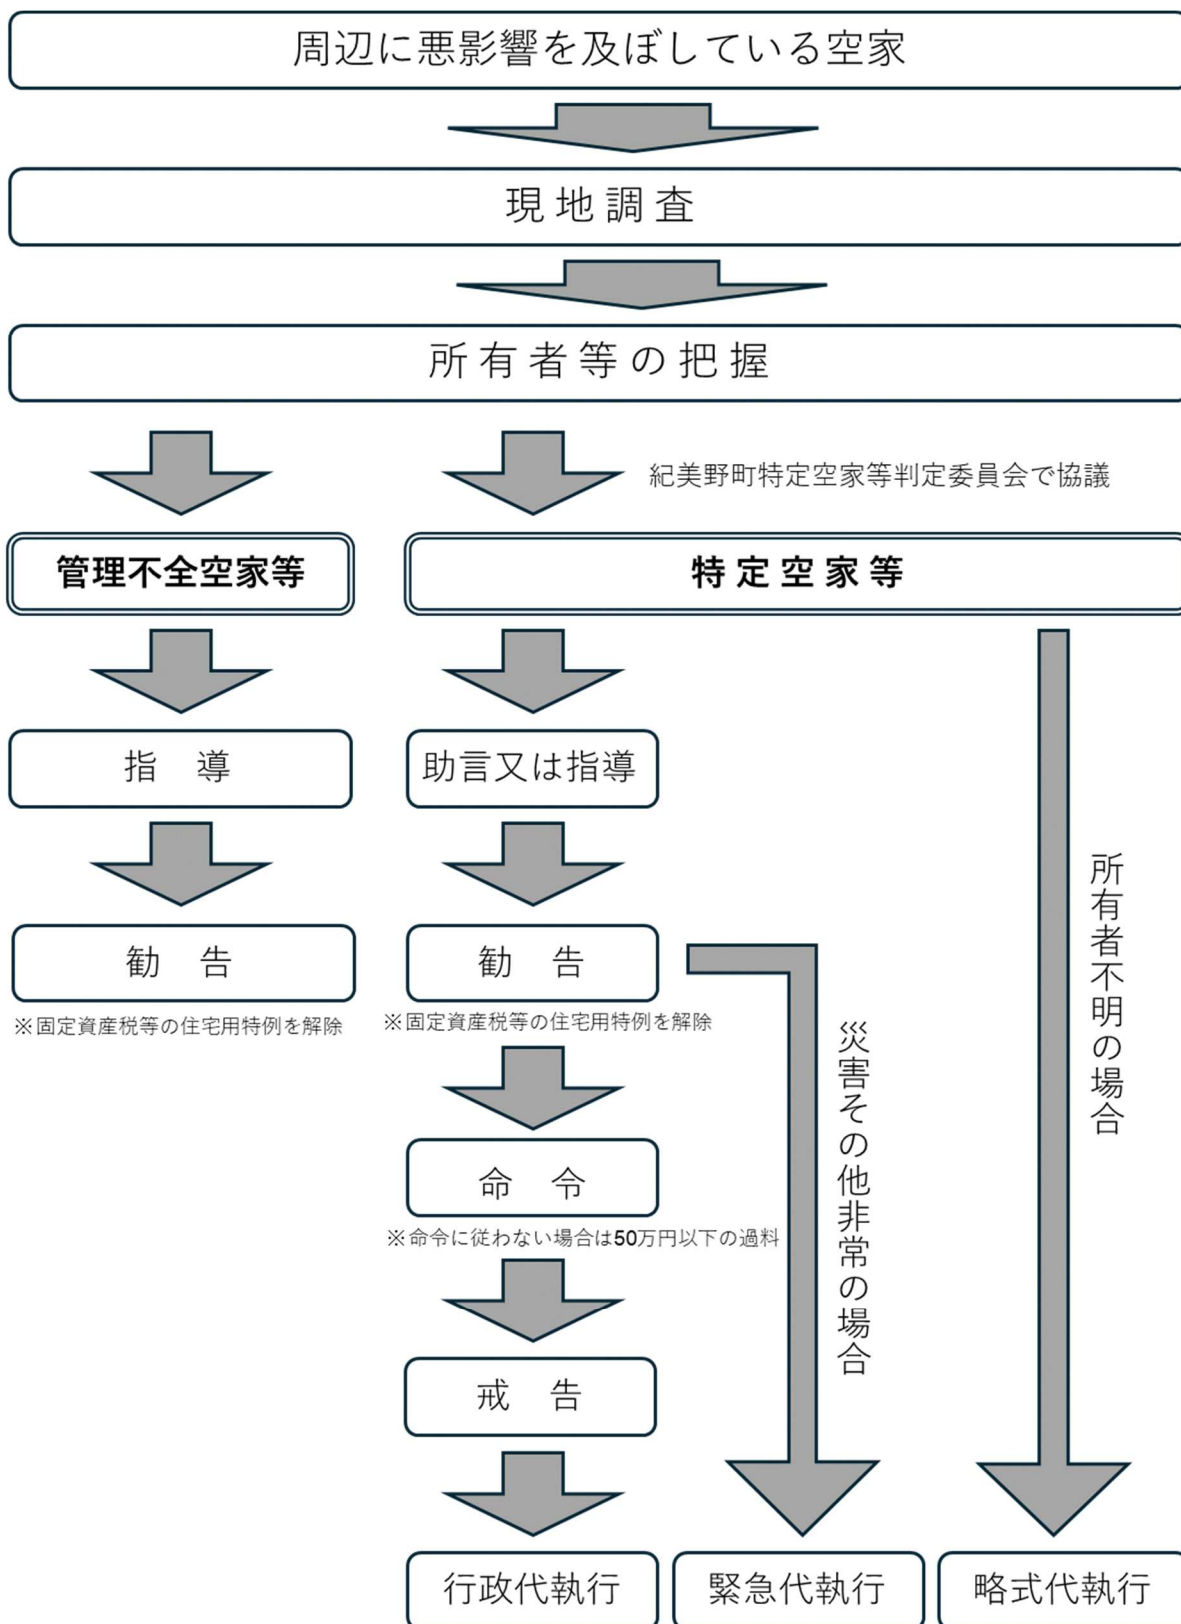 周辺に悪影響を及ぼしている空家
現地調査
所有者等の把握
紀美野町特定空家等判定委員会で協議
管理不全空家等
特定空家等
指　導
助言又は指導
勧　告
※固定資産税等の住宅用特例を解除
勧　告
※固定資産税等の住宅用特例を解除
命　令
※命令に従わない場合は50万円以下の過料
戒　告
災害その他非常の場合
所有者不明の場合
行政代執行
緊急代執行
略式代執行